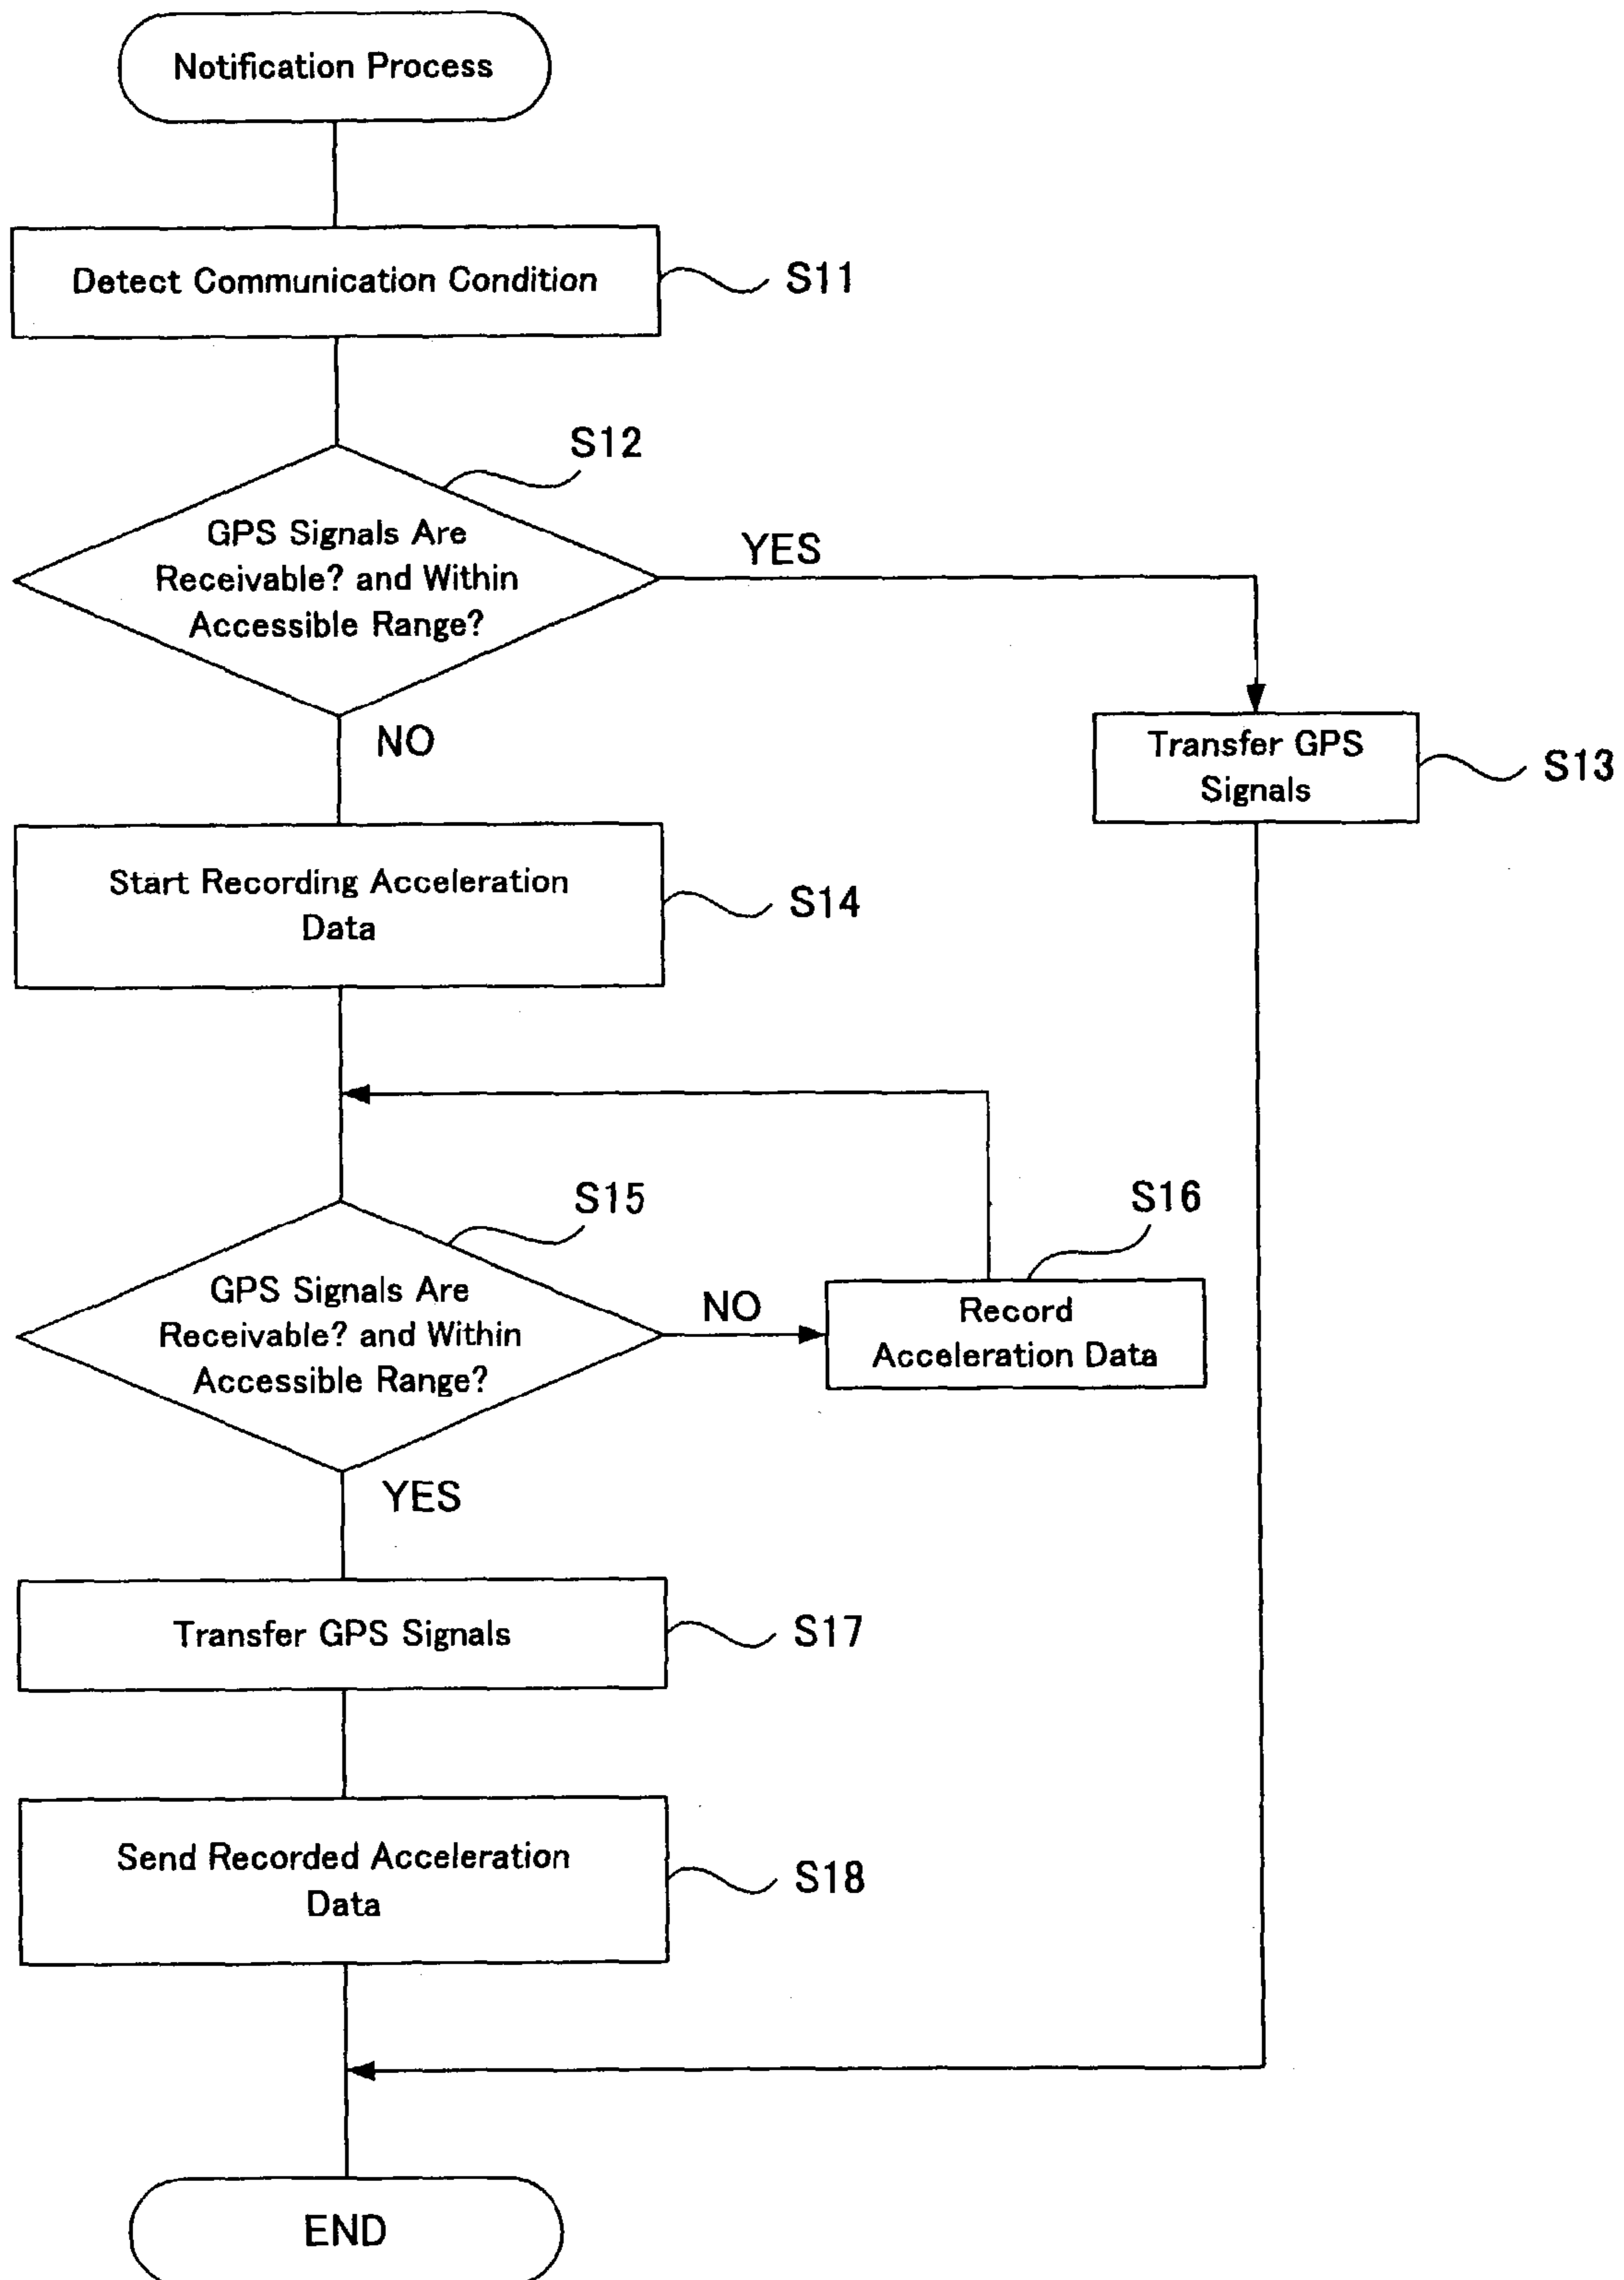 Notification Process
Detect Communication Condition
S11
S12
GPS Signals Are
Receivable? and Within
Accessible Range?
YES
NO
Transfer GPS
Signals
S13
Start Recording Acceleration
Data
S14
S15
GPS Signals Are
Receivable? and Within
Accessible Range?
NO
S16
Record
Acceleration Data
YES
Transfer GPS Signals
S17
Send Recorded Acceleration
Data
S18
END